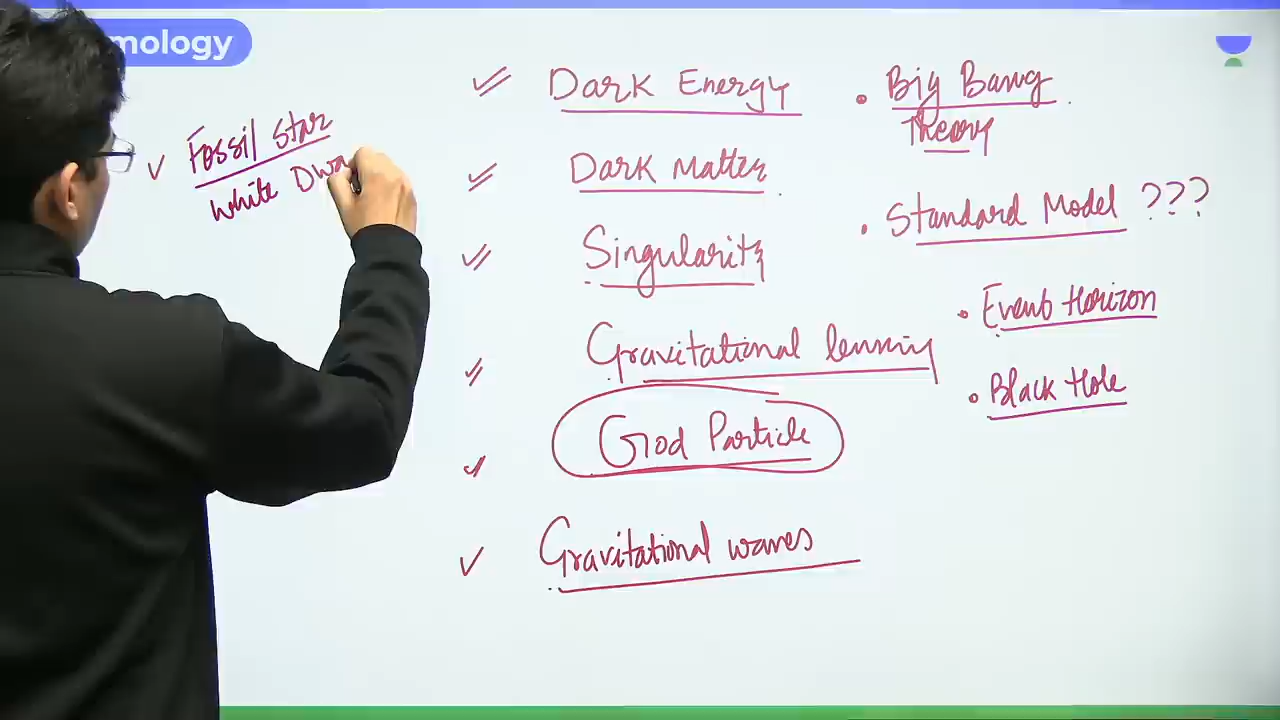 mology
Fossil Star
White Dwa
Dark Energy
Dark Matter
Singularity
Gravitational lensing
God Particle
Gravitational waves
• Big Bang
Theory
• Standard Model ???
• Event Horizon
• Black Hole